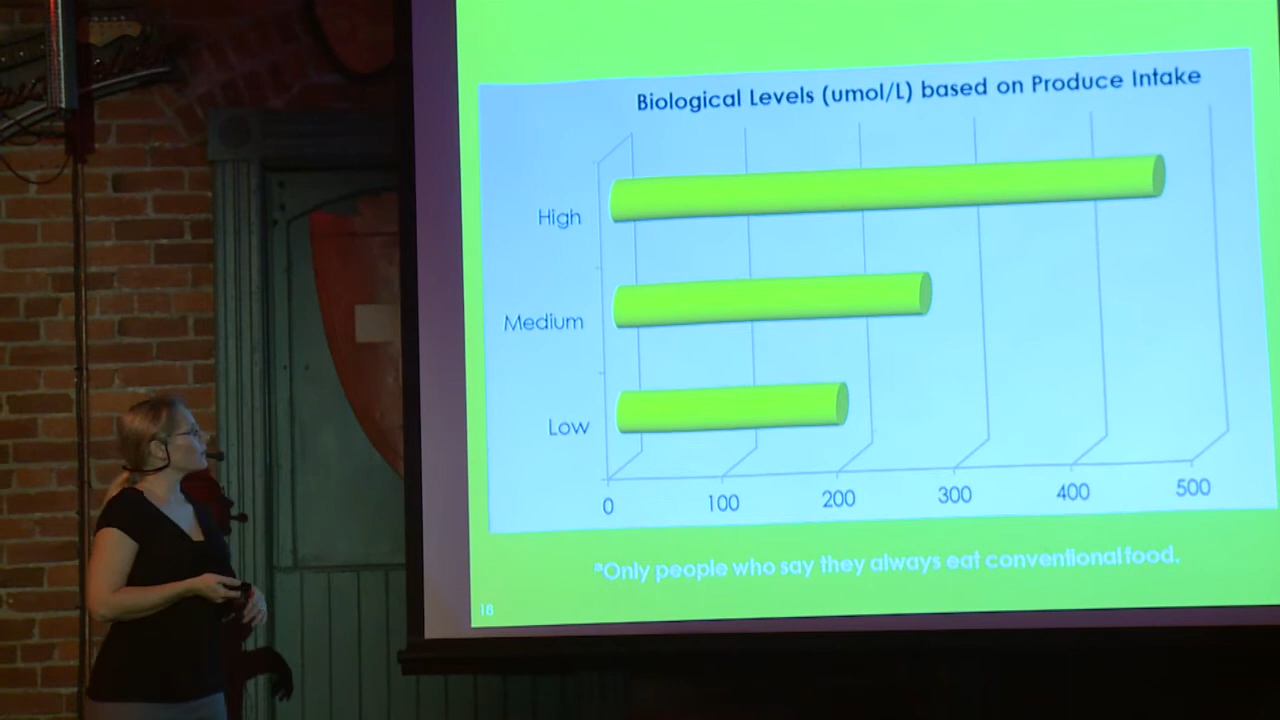 Biological Levels (umol/L) based on Produce Intake
High
Medium
Low
0 100 200 300 400 500
ªOnly people who say they always eat conventional food.
18